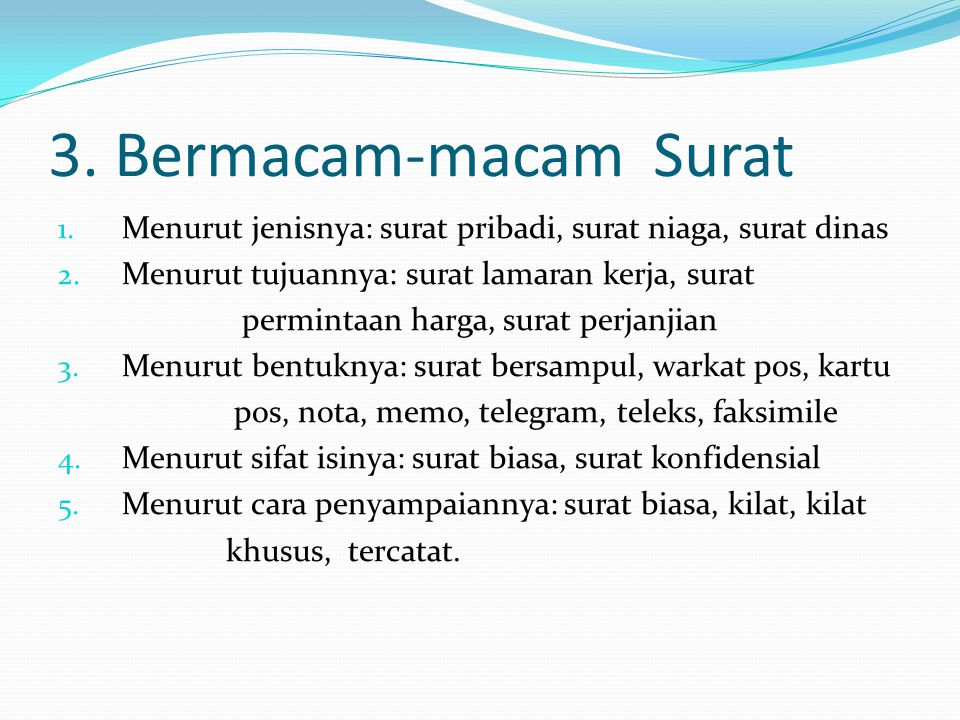 3. Bermacam-macam Surat
1. Menurut jenisnya: surat pribadi, surat niaga, surat dinas
2. Menurut tujuannya: surat lamaran kerja, surat
permintaan harga, surat perjanjian
3. Menurut bentuknya: surat bersampul, warkat pos, kartu
pos, nota, memo, telegram, teleks, faksimile
4. Menurut sifat isinya: surat biasa, surat konfidensial
5. Menurut cara penyampaiannya: surat biasa, kilat, kilat
khusus, tercatat.